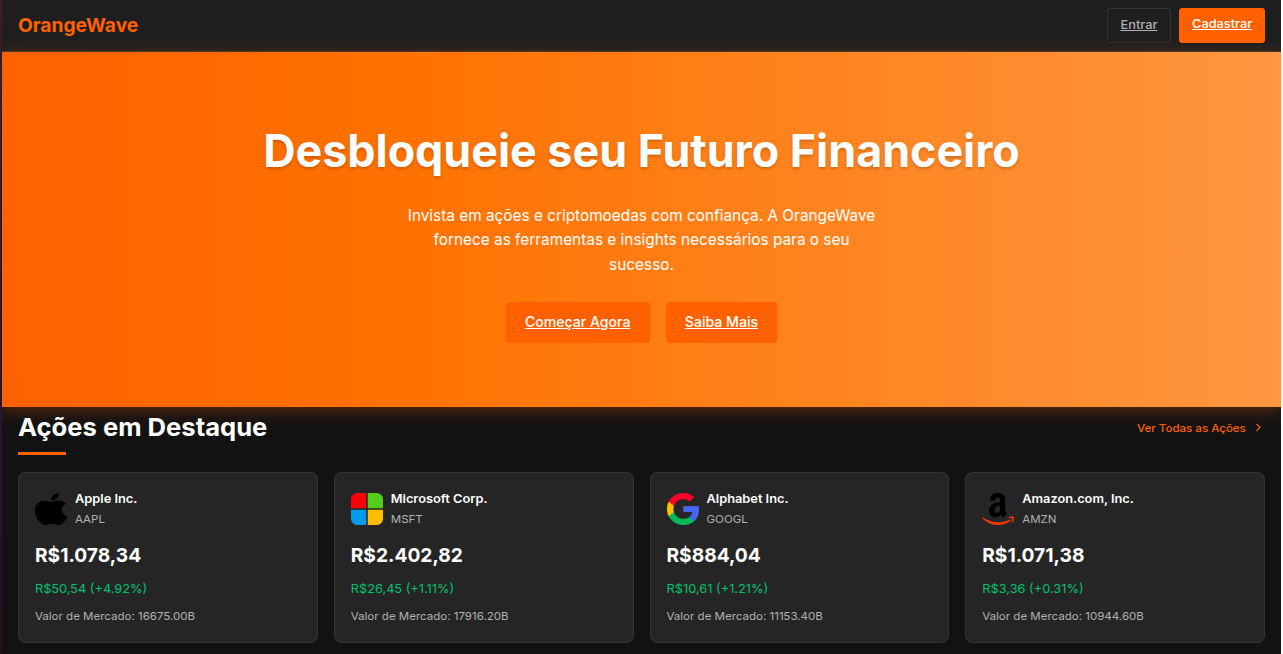 OrangeWave
Entrar
Cadastrar
Desbloqueie seu Futuro Financeiro
Invista em ações e criptomoedas com confiança. A OrangeWave
fornece as ferramentas e insights necessários para o seu
sucesso.
Começar Agora
Saiba Mais
Ações em Destaque
Ver Todas as Ações
Apple Inc.
AAPL
R$1.078,34
R$50,54 (+4.92%)
Valor de Mercado: 16675.00B
Microsoft Corp.
MSFT
R$2.402,82
R$26,45 (+1.11%)
Valor de Mercado: 17916.20B
Alphabet Inc.
GOOGL
R$884,04
R$10,61 (+1.21%)
Valor de Mercado: 11153.40B
Amazon.com, Inc.
AMZN
R$1.071,38
R$3,36 (+0.31%)
Valor de Mercado: 10944.60B